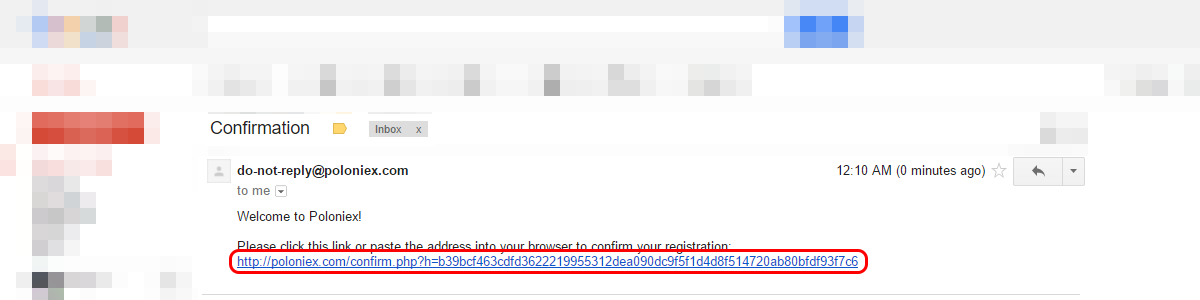 Confirmation
Inbox x
do-not-reply@poloniex.com
12:10 AM (0 minutes ago)
to me
Welcome to Poloniex!
Please click this link or paste the address into your browser to confirm your registration:
http://poloniex.com/confirm.php?h=b39bcf463cdfd3622219955312dea090dc9f5f1d4d8f514720ab80bfdf93f7c6